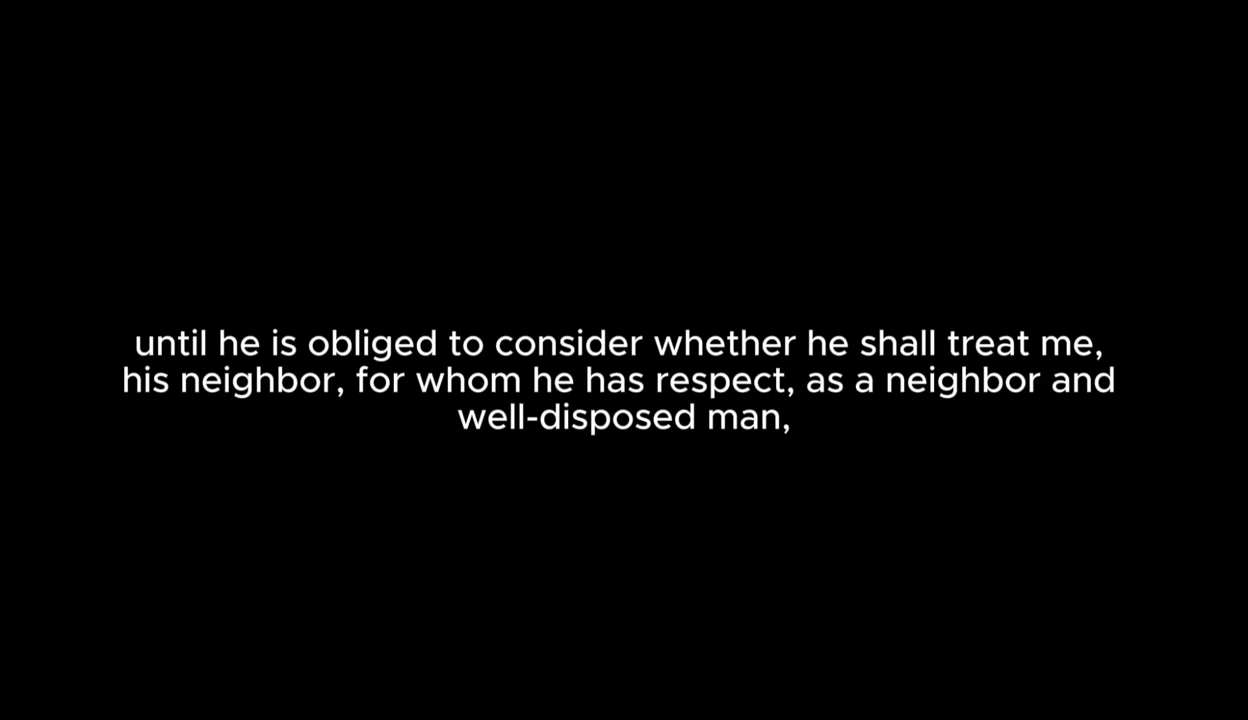 until he is obliged to consider whether he shall treat me,
his neighbor, for whom he has respect, as a neighbor and
well-disposed man,